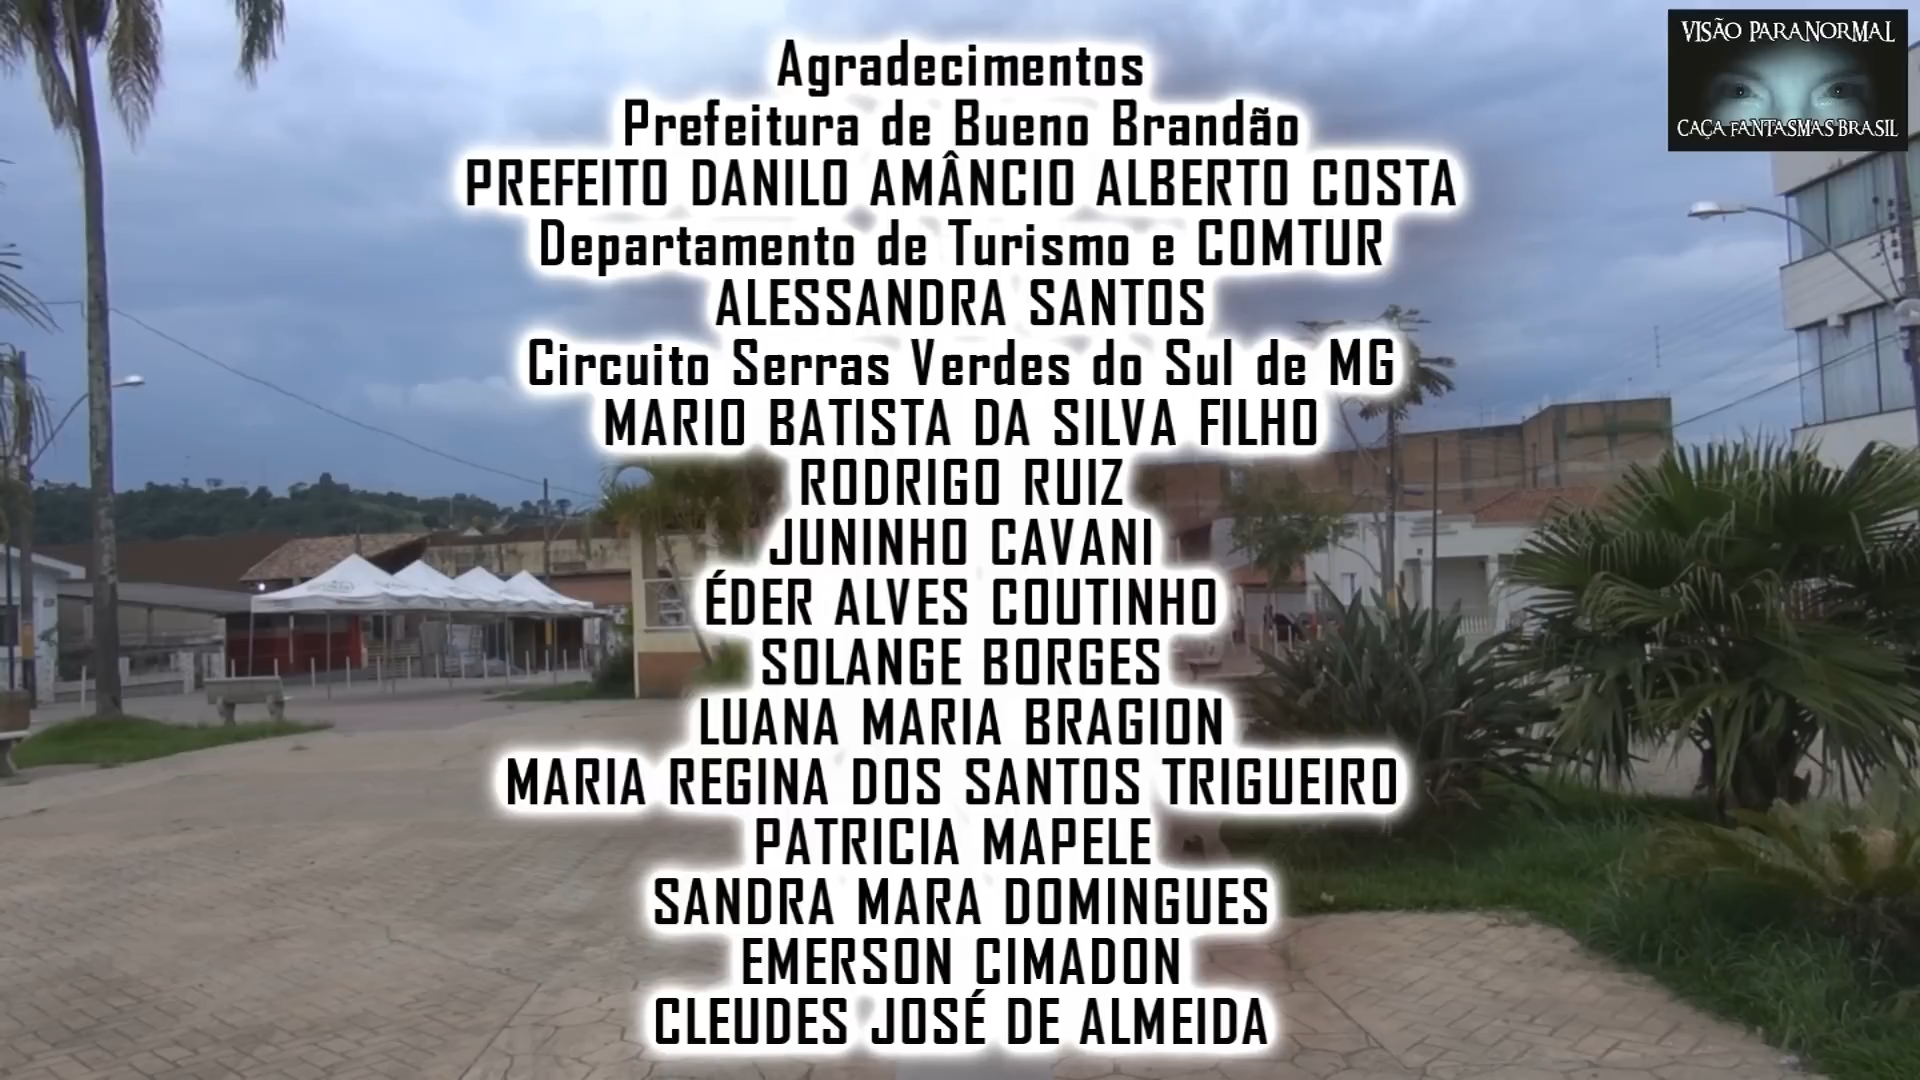 Agradecimentos
Prefeitura de Bueno Brandão
PREFEITO DANILO AMÂNCIO ALBERTO COSTA
Departamento de Turismo e COMTUR
ALESSANDRA SANTOS
Circuito Serras Verdes do Sul de MG
MARIO BATISTA DA SILVA FILHO
RODRIGO RUIZ
JUNINHO CAVANI
ÉDER ALVES COUTINHO
SOLANGE BORGES
LUANA MARIA BRAGION
MARIA REGINA DOS SANTOS TRIGUEIRO
PATRICIA MAPELE
SANDRA MARA DOMINGUES
EMERSON CIMADON
CLEUDES JOSÉ DE ALMEIDA
VISÃO PARANORMAL
CAÇA FANTASMAS BRASIL